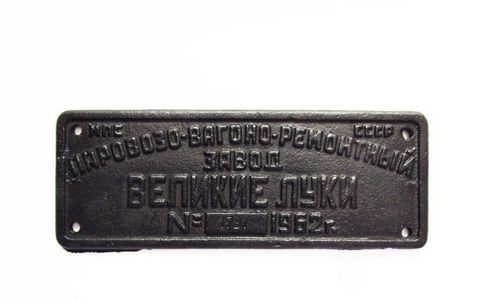 МПС СССР
ПАРОВОЗО-ВАГОНО-РЕМОНТНЫЙ
ЗАВОД
ВЕЛИКИЕ ЛУКИ
№ 1962г.